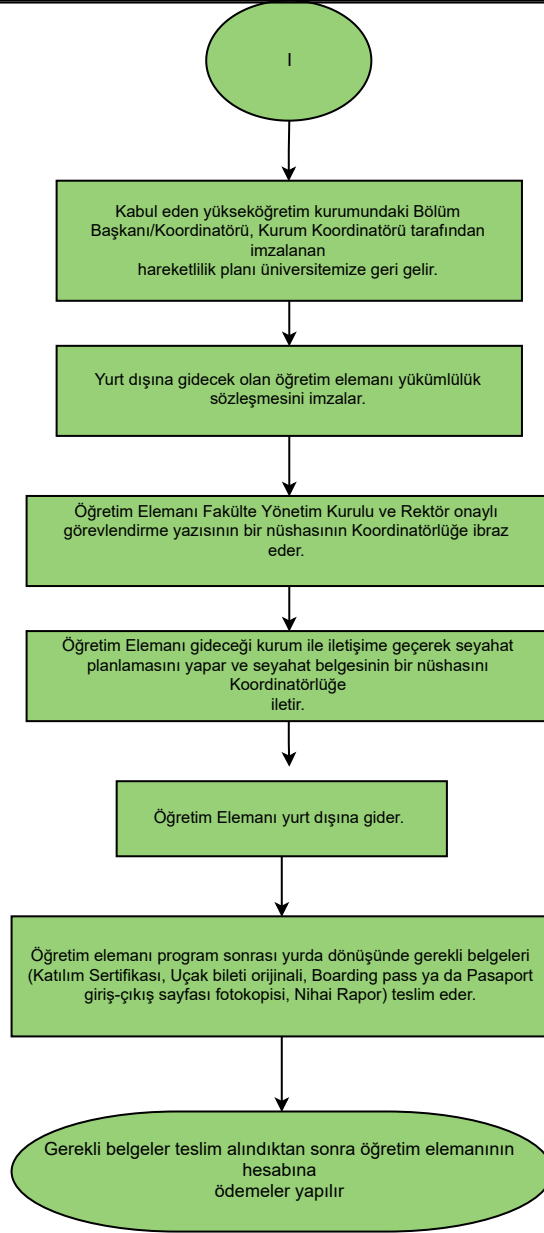 I
Kabul eden yükseköğretim kurumundaki Bölüm
Başkanı/Koordinatörü, Kurum Koordinatörü tarafından
imzalanan
hareketlilik planı üniversitemize geri gelir.
Yurt dışına gidecek olan öğretim elemanı yükümlülük
sözleşmesini imzalar.
Öğretim Elemanı Fakülte Yönetim Kurulu ve Rektör onaylı
görevlendirme yazısının bir nüshasının Koordinatörlüğe ibraz
eder.
Öğretim Elemanı gideceği kurum ile iletişime geçerek seyahat
planlamasını yapar ve seyahat belgesinin bir nüshasını
Koordinatörlüğe
iletir.
Öğretim Elemanı yurt dışına gider.
Öğretim elemanı program sonrası yurda dönüşünde gerekli belgeleri
(Katılım Sertifikası, Uçak bileti orijinali, Boarding pass ya da Pasaport
giriş-çıkış sayfası fotokopisi, Nihai Rapor) teslim eder.
Gerekli belgeler teslim alındıktan sonra öğretim elemanının
hesabına
ödemeler yapılır